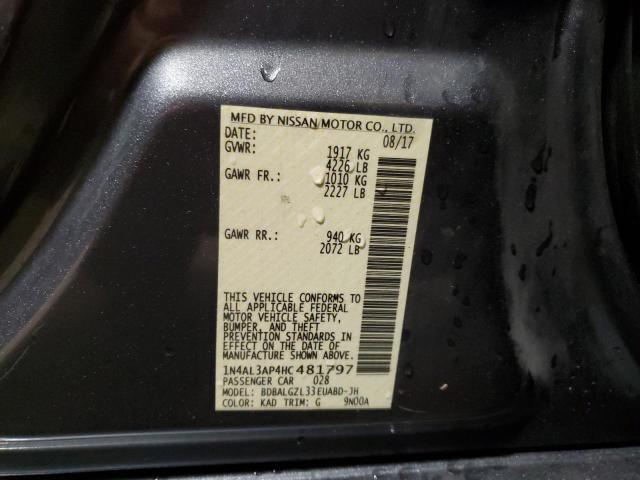 MFD BY NISSAN MOTOR CO., LTD.
DATE: 08/17
GVWR: 1917 KG
4226 LB
GAWR FR.: 1010 KG
2227 LB
GAWR RR.: 940 KG
2072 LB
THIS VEHICLE CONFORMS TO
ALL APPLICABLE FEDERAL
MOTOR VEHICLE SAFETY,
BUMPER, AND THEFT
PREVENTION STANDARDS
IN EFFECT ON THE DATE OF
MANUFACTURE SHOWN ABOVE.
1N4AL3AP4HC481797
PASSENGER CAR 028
MODEL: BDBALGZL33EUABD-JH
COLOR: KAD TRIM: G 9N00A